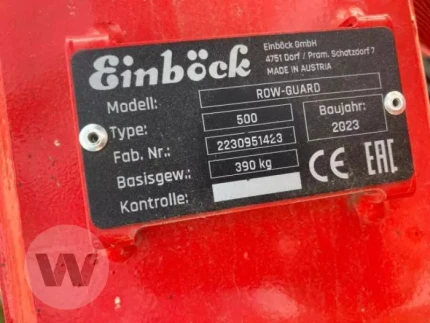 Einböck
Einböck GmbH
4751 Dorf / Pram, Schatzdorf 7
MADE IN AUSTRIA
Modell: ROW-GUARD
Type: 500
Baujahr:
2023
Fab. Nr.: 2230951423
Basisgew.: 390 kg
Kontrolle:
CE EAC
W